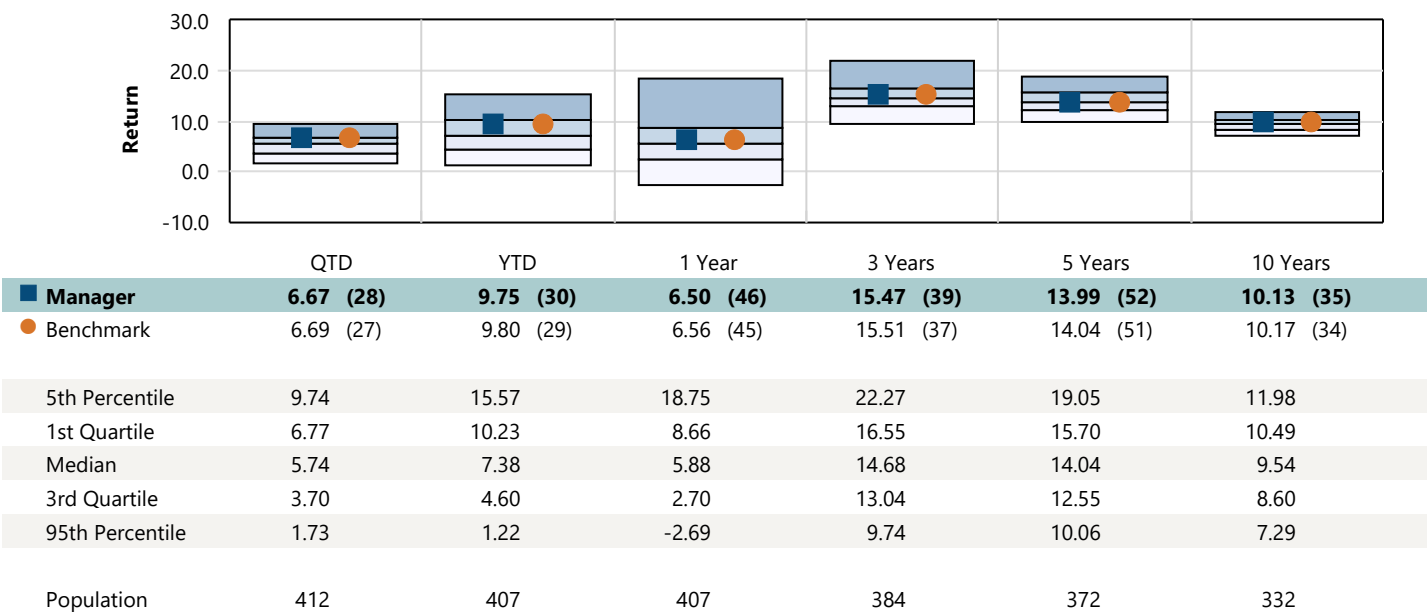 30.0
20.0
10.0
0.0
-10.0
Return
QTD YTD 1 Year 3 Years 5 Years 10 Years
Manager 6.67 (28) 9.75 (30) 6.50 (46) 15.47 (39) 13.99 (52) 10.13 (35)
Benchmark 6.69 (27) 9.80 (29) 6.56 (45) 15.51 (37) 14.04 (51) 10.17 (34)
5th Percentile 9.74 15.57 18.75 22.27 19.05 11.98
1st Quartile 6.77 10.23 8.66 16.55 15.70 10.49
Median 5.74 7.38 5.88 14.68 14.04 9.54
3rd Quartile 3.70 4.60 2.70 13.04 12.55 8.60
95th Percentile 1.73 1.22 -2.69 9.74 10.06 7.29
Population 412 407 407 384 372 332